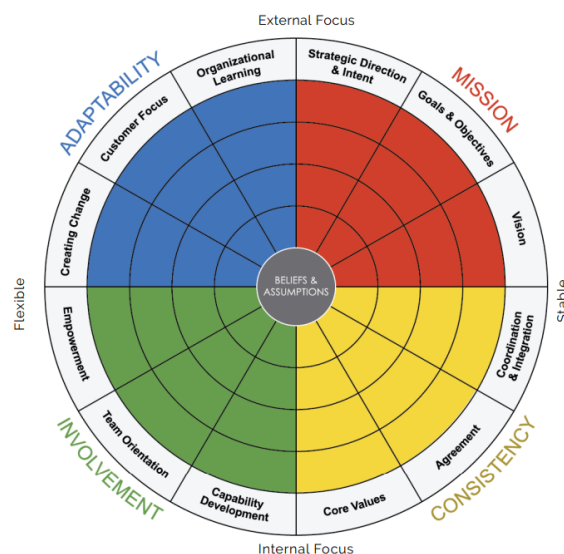 External Focus
ADAPTABILITY
MISSION
Organizational
Learning
Strategic Direction
& Intent
Customer Focus
Goals & Objectives
Creating Change
Vision
BELIEFS &
ASSUMPTIONS
Flexible
Stable
Empowerment
Coordination
& Integration
Team Orientation
Agreement
Capability
Development
Core Values
INVOLVEMENT
CONSISTENCY
Internal Focus